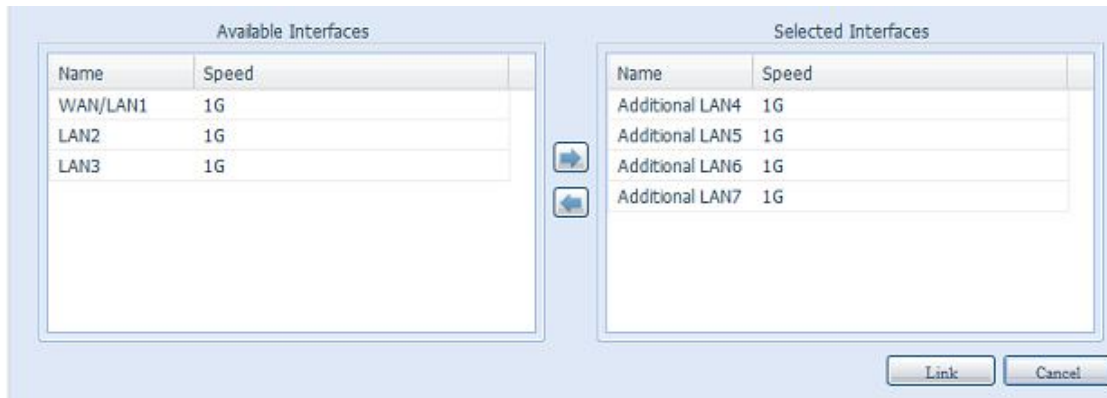 Available Interfaces
Name Speed
WAN/LAN1 1G
LAN2 1G
LAN3 1G
Selected Interfaces
Name Speed
Additional LAN4 1G
Additional LAN5 1G
Additional LAN6 1G
Additional LAN7 1G
Link Cancel